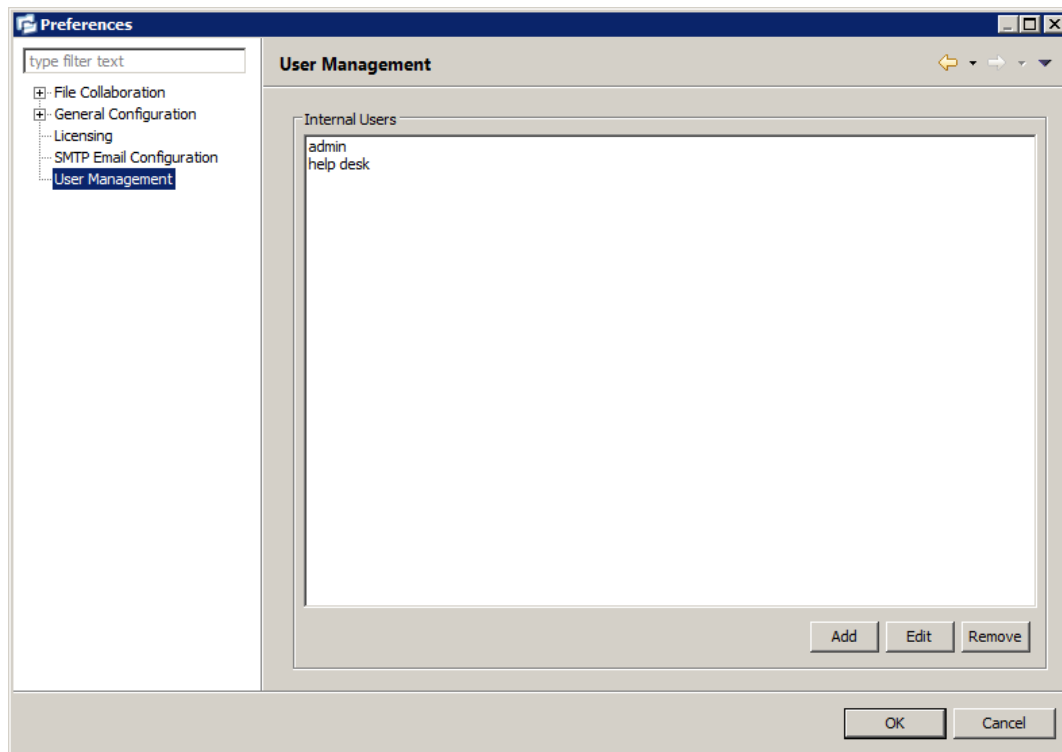 Preferences
type filter text
File Collaboration
General Configuration
Licensing
SMTP Email Configuration
User Management
User Management
Internal Users
admin
help desk
Add
Edit
Remove
OK
Cancel